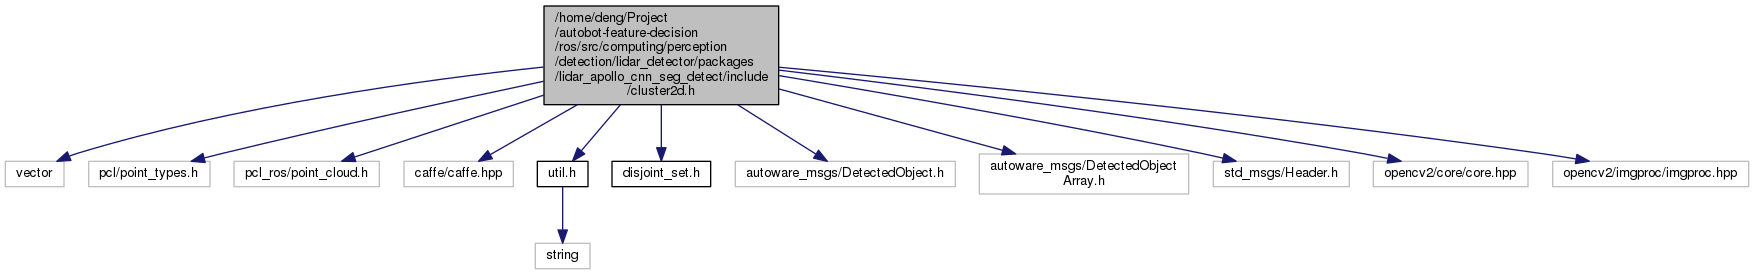 /home/deng/Project
/autobot-feature-decision
/ros/src/computing/perception
/detection/lidar_detector/packages
/lidar_apollo_cnn_seg_detect/include
/cluster2d.h
vector
pcl/point_types.h
pcl_ros/point_cloud.h
caffe/caffe.hpp
util.h
disjoint_set.h
autoware_msgs/DetectedObject.h
autoware_msgs/DetectedObject
Array.h
std_msgs/Header.h
opencv2/core/core.hpp
opencv2/imgproc/imgproc.hpp
string